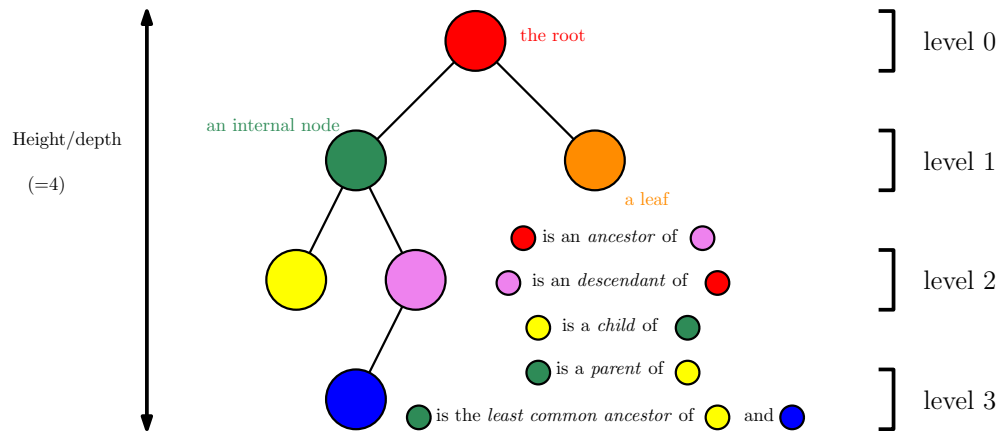 the root
level 0
an internal node
Height/depth
(=4)
level 1
a leaf
is an ancestor of
is an descendant of
level 2
is a child of
is a parent of
level 3
is the least common ancestor of and